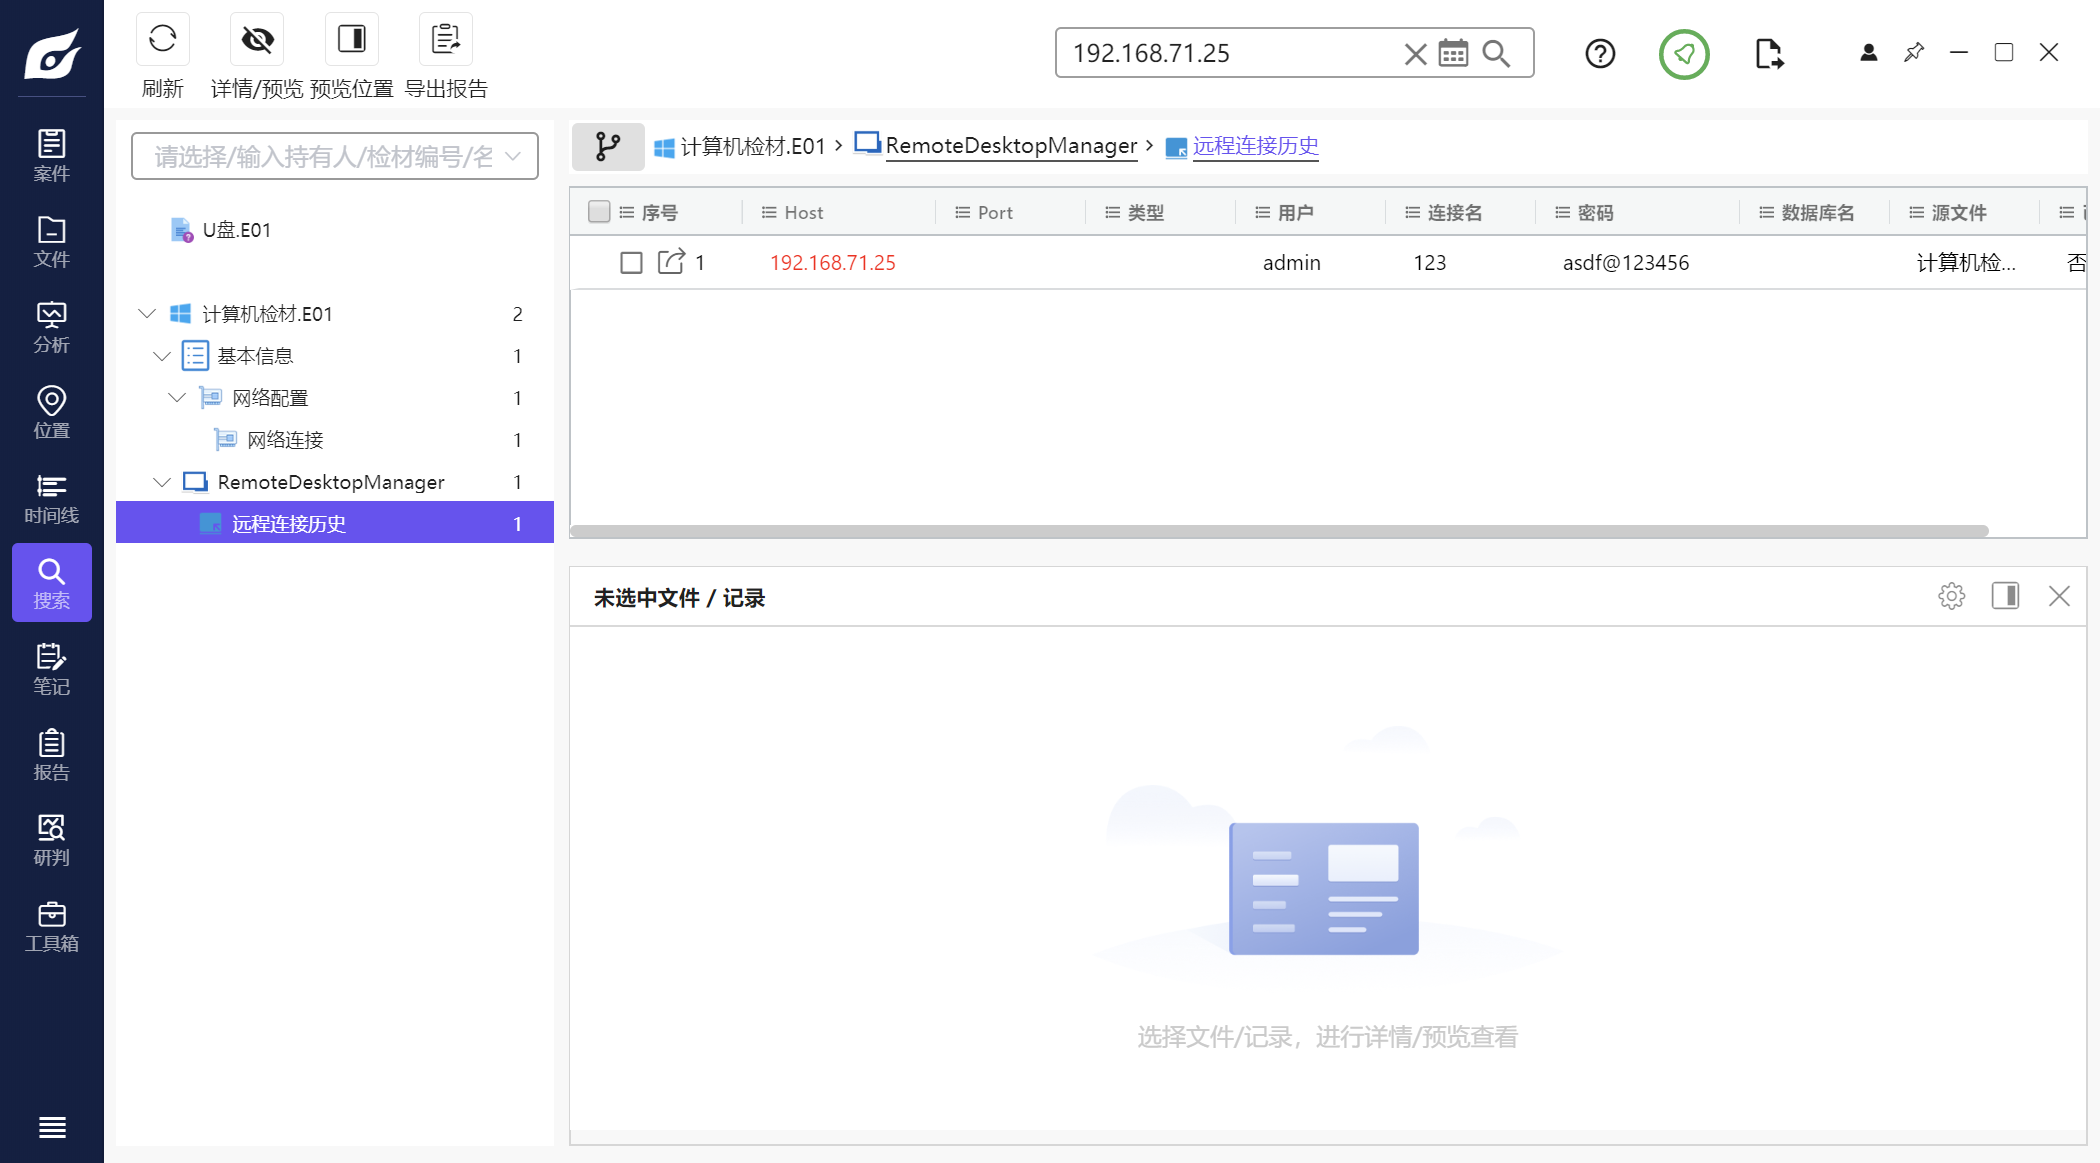 刷新
详情/预览
预览位置
导出报告
192.168.71.25
案件
文件
分析
位置
时间线
搜索
笔记
报告
研判
工具箱
请选择/输入持有人/检材编号/名
U盘.E01
计算机检材.E01 2
基本信息 1
网络配置 1
网络连接 1
RemoteDesktopManager 1
远程连接历史 1
计算机检材.E01 › RemoteDesktopManager › 远程连接历史
序号 Host Port 类型 用户 连接名 密码 数据库名 源文件
1 192.168.71.25 admin 123 asdf@123456 计算机检... 否
未选中文件 / 记录
选择文件/记录，进行详情/预览查看